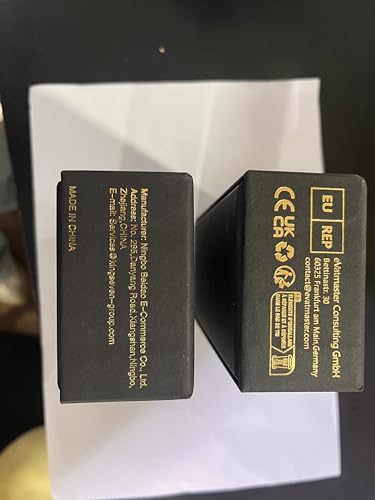 Manufacturer: Ningbo Beidao E-Commerce Co., Ltd.
Address: No. 295,Danyang Road,Xiangshan,Ningbo,
Zhejiang,CHINA
E-mail: Services@kingseven-group.com
MADE IN CHINA
EU REP
eVatmaster Consulting GmbH
Bettinastr. 30
60325 Frankfurt am Main,Germany
contact@evatmaster.com
CE UK
CA
FR